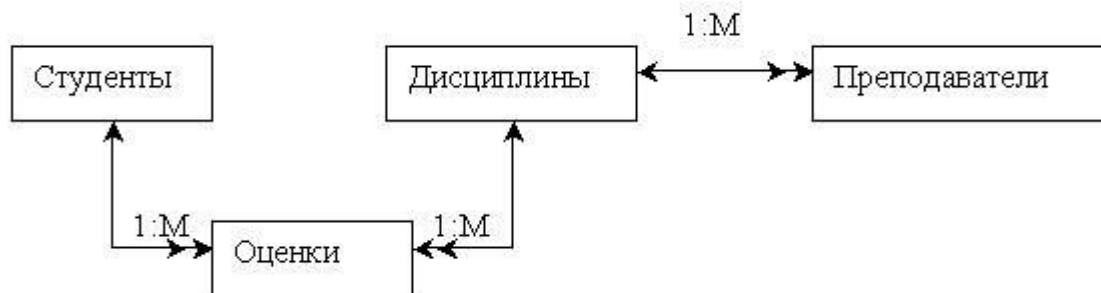 1:М
Студенты
Дисциплины
Преподаватели
1:М
1:М
Оценки